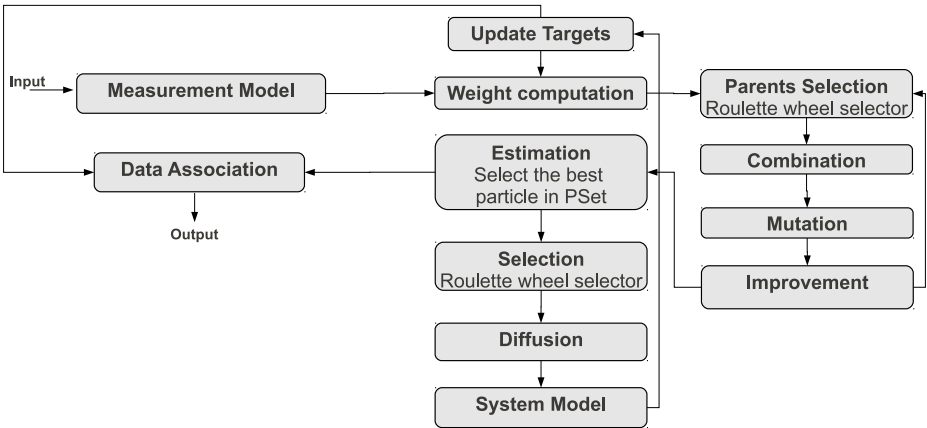 Update Targets
Input
Measurement Model
Weight computation
Parents Selection
Roulette wheel selector
Data Association
Estimation
Select the best
particle in PSet
Combination
Output
Mutation
Selection
Roulette wheel selector
Improvement
Diffusion
System Model